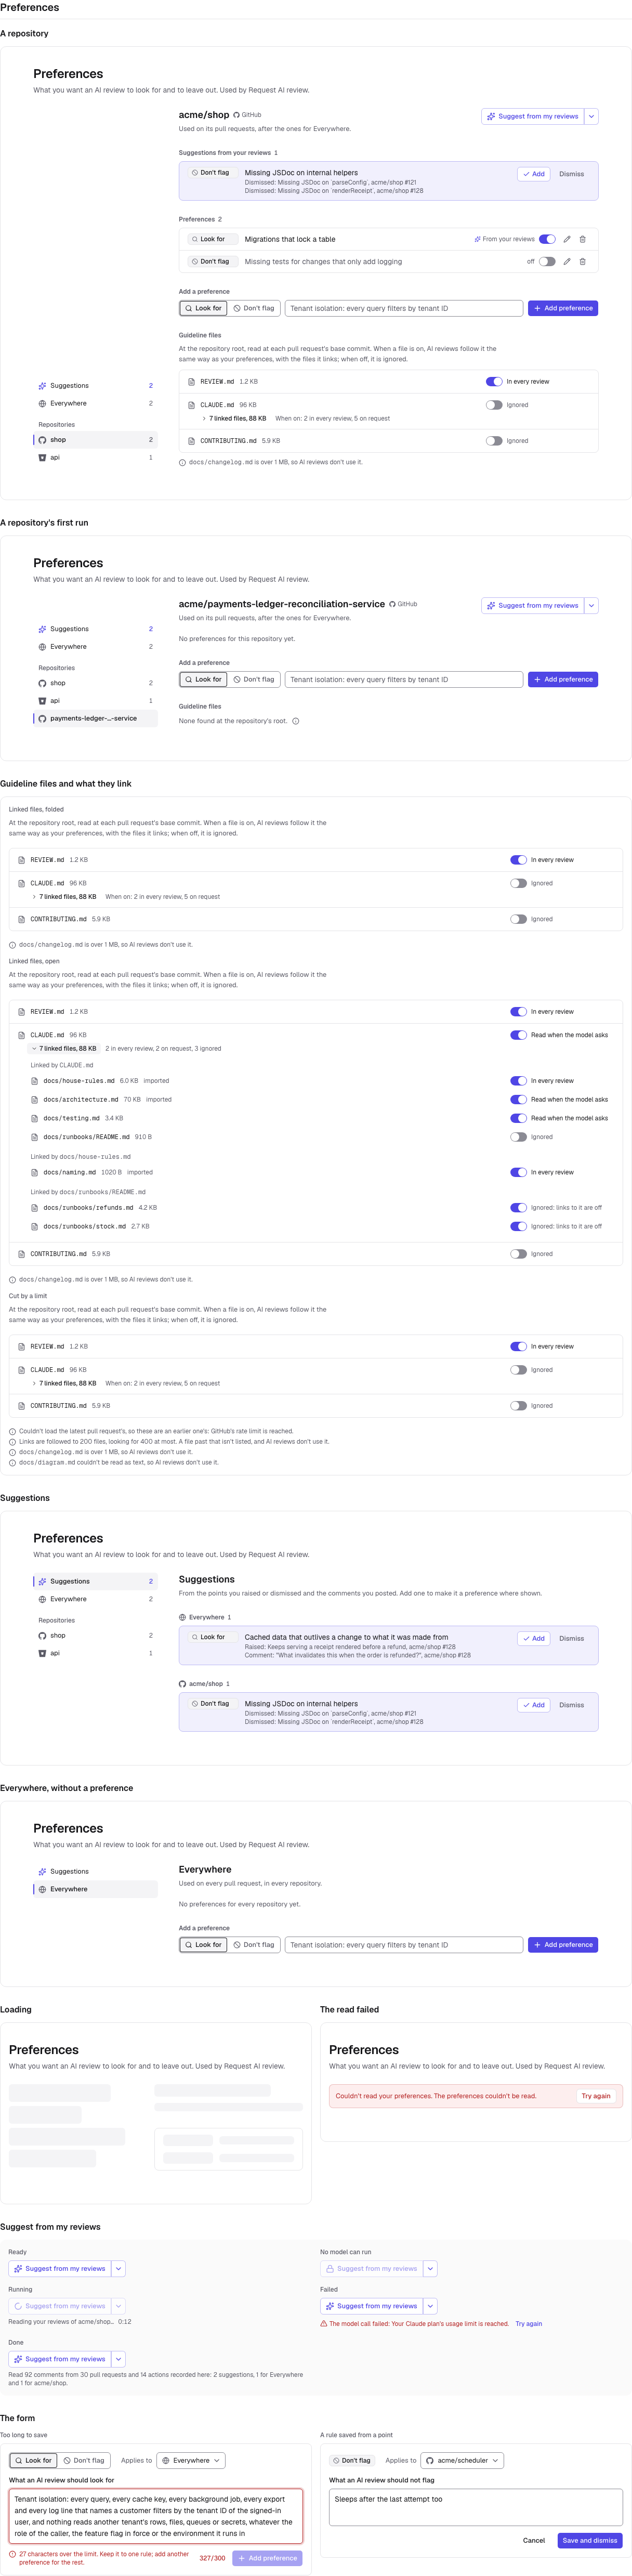 Preferences
A repository
Preferences
What you want an AI review to look for and to leave out. Used by Request AI review.
Suggestions 2
Everywhere 2
Repositories
shop 2
api 1
acme/shop GitHub
Suggest from my reviews
Used on its pull requests, after the ones for Everywhere.
Suggestions from your reviews 1
Don't flag
Missing JSDoc on internal helpers
Dismissed: Missing JSDoc on `parseConfig`, acme/shop #121
Dismissed: Missing JSDoc on `renderReceipt`, acme/shop #128
Add
Dismiss
Preferences 2
Look for Migrations that lock a table From your reviews
Don't flag Missing tests for changes that only add logging off
Add a preference
Look for Don't flag Tenant isolation: every query filters by tenant ID Add preference
Guideline files
At the repository root, read at each pull request's base commit. When a file is on, AI reviews follow it the
same way as your preferences, with the files it links; when off, it is ignored.
REVIEW.md 1.2 KB In every review
CLAUDE.md 96 KB Ignored
7 linked files, 88 KB When on: 2 in every review, 5 on request
CONTRIBUTING.md 5.9 KB Ignored
docs/changelog.md is over 1 MB, so AI reviews don't use it.
A repository's first run
Preferences
What you want an AI review to look for and to leave out. Used by Request AI review.
Suggestions 2
Everywhere 2
Repositories
shop 2
api 1
payments-ledger-…-service
acme/payments-ledger-reconciliation-service GitHub
Suggest from my reviews
Used on its pull requests, after the ones for Everywhere.
No preferences for this repository yet.
Add a preference
Look for Don't flag Tenant isolation: every query filters by tenant ID Add preference
Guideline files
None found at the repository's root.
Guideline files and what they link
Linked files, folded
At the repository root, read at each pull request's base commit. When a file is on, AI reviews follow it the
same way as your preferences, with the files it links; when off, it is ignored.
REVIEW.md 1.2 KB In every review
CLAUDE.md 96 KB Ignored
7 linked files, 88 KB When on: 2 in every review, 5 on request
CONTRIBUTING.md 5.9 KB Ignored
docs/changelog.md is over 1 MB, so AI reviews don't use it.
Linked files, open
At the repository root, read at each pull request's base commit. When a file is on, AI reviews follow it the
same way as your preferences, with the files it links; when off, it is ignored.
REVIEW.md 1.2 KB In every review
CLAUDE.md 96 KB Read when the model asks
7 linked files, 88 KB 2 in every review, 2 on request, 3 ignored
Linked by CLAUDE.md
docs/house-rules.md 6.0 KB imported In every review
docs/architecture.md 70 KB imported Read when the model asks
docs/testing.md 3.4 KB Read when the model asks
docs/runbooks/README.md 910 B Ignored
Linked by docs/house-rules.md
docs/naming.md 1020 B imported In every review
Linked by docs/runbooks/README.md
docs/runbooks/refunds.md 4.2 KB Ignored: links to it are off
docs/runbooks/stock.md 2.7 KB Ignored: links to it are off
CONTRIBUTING.md 5.9 KB Ignored
docs/changelog.md is over 1 MB, so AI reviews don't use it.
Cut by a limit
At the repository root, read at each pull request's base commit. When a file is on, AI reviews follow it the
same way as your preferences, with the files it links; when off, it is ignored.
REVIEW.md 1.2 KB In every review
CLAUDE.md 96 KB Ignored
7 linked files, 88 KB When on: 2 in every review, 5 on request
CONTRIBUTING.md 5.9 KB Ignored
Couldn't load the latest pull request's, so these are an earlier one's: GitHub's rate limit is reached.
Links are followed to 200 files, looking for 400 at most. A file past that isn't listed, and AI reviews don't use it.
docs/changelog.md is over 1 MB, so AI reviews don't use it.
docs/diagram.md couldn't be read as text, so AI reviews don't use it.
Suggestions
Preferences
What you want an AI review to look for and to leave out. Used by Request AI review.
Suggestions 2
Everywhere 2
Repositories
shop 2
api 1
Suggestions
From the points you raised or dismissed and the comments you posted. Add one to make it a preference where shown.
Everywhere 1
Look for
Cached data that outlives a change to what it was made from
Raised: Keeps serving a receipt rendered before a refund, acme/shop #128
Comment: "What invalidates this when the order is refunded?", acme/shop #128
Add
Dismiss
acme/shop 1
Don't flag
Missing JSDoc on internal helpers
Dismissed: Missing JSDoc on `parseConfig`, acme/shop #121
Dismissed: Missing JSDoc on `renderReceipt`, acme/shop #128
Add
Dismiss
Everywhere, without a preference
Preferences
What you want an AI review to look for and to leave out. Used by Request AI review.
Suggestions
Everywhere
Everywhere
Used on every pull request, in every repository.
No preferences for every repository yet.
Add a preference
Look for Don't flag Tenant isolation: every query filters by tenant ID Add preference
Loading
Preferences
What you want an AI review to look for and to leave out. Used by Request AI review.
The read failed
Preferences
What you want an AI review to look for and to leave out. Used by Request AI review.
Couldn't read your preferences. The preferences couldn't be read. Try again
Suggest from my reviews
Ready
Suggest from my reviews
No model can run
Suggest from my reviews
Running
Suggest from my reviews
Reading your reviews of acme/shop… 0:12
Failed
Suggest from my reviews
The model call failed: Your Claude plan's usage limit is reached. Try again
Done
Suggest from my reviews
Read 92 comments from 30 pull requests and 14 actions recorded here: 2 suggestions, 1 for Everywhere
and 1 for acme/shop.
The form
Too long to save
Look for Don't flag Applies to Everywhere
What an AI review should look for
Tenant isolation: every query, every cache key, every background job, every export
and every log line that names a customer filters by the tenant ID of the signed-in
user, and nothing reads another tenant's rows, files, queues or secrets, whatever the
role of the caller, the feature flag in force or the environment it runs in
27 characters over the limit. Keep it to one rule; add another
preference for the rest.
327/300 Add preference
A rule saved from a point
Don't flag Applies to acme/scheduler
What an AI review should not flag
Sleeps after the last attempt too
Cancel Save and dismiss